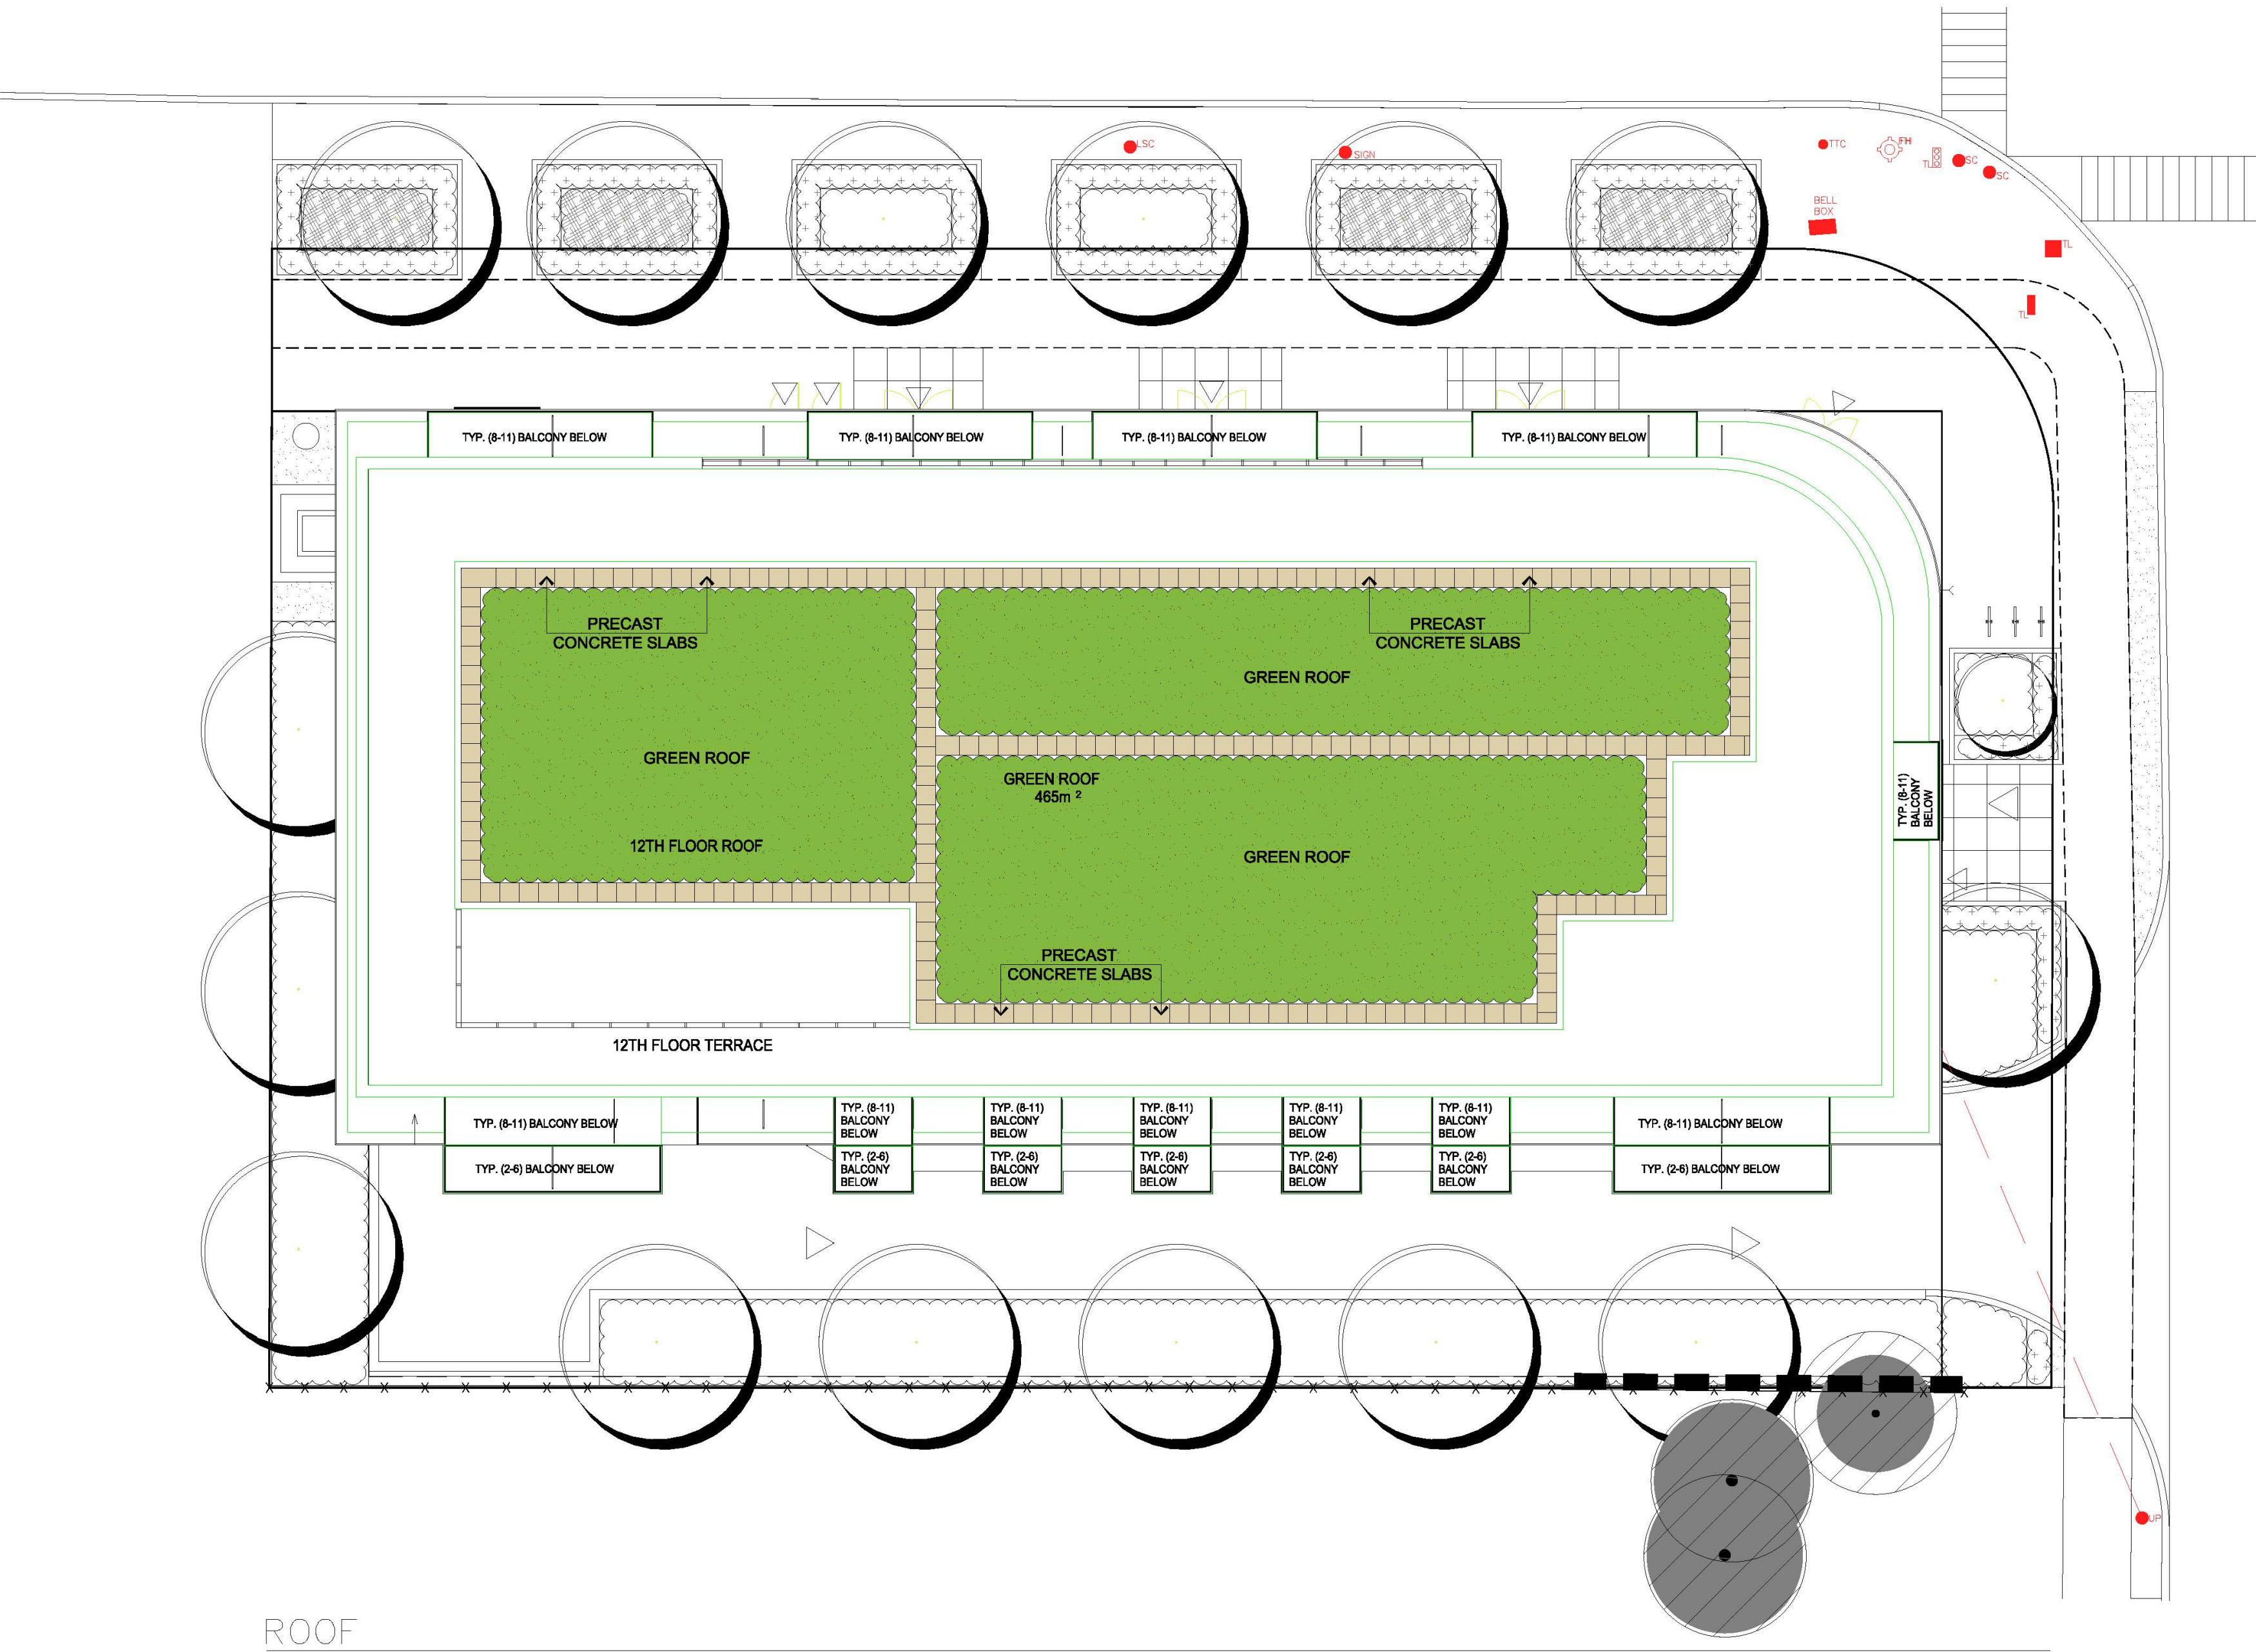 LSC
SIGN
TTC
FH
TL
SC
SC
BELL
BOX
TL
TL
TYP. (8-11) BALCONY BELOW
TYP. (8-11) BALCONY BELOW
TYP. (8-11) BALCONY BELOW
TYP. (8-11) BALCONY BELOW
PRECAST
CONCRETE SLABS
PRECAST
CONCRETE SLABS
GREEN ROOF
GREEN ROOF
GREEN ROOF
465m 2
12TH FLOOR ROOF
GREEN ROOF
TYP. (8-11)
BALCONY
BELOW
PRECAST
CONCRETE SLABS
12TH FLOOR TERRACE
TYP. (8-11) BALCONY BELOW
TYP. (8-11)
BALCONY
BELOW
TYP. (8-11)
BALCONY
BELOW
TYP. (8-11)
BALCONY
BELOW
TYP. (8-11)
BALCONY
BELOW
TYP. (8-11)
BALCONY
BELOW
TYP. (8-11) BALCONY BELOW
TYP. (2-6) BALCONY BELOW
TYP. (2-6)
BALCONY
BELOW
TYP. (2-6)
BALCONY
BELOW
TYP. (2-6)
BALCONY
BELOW
TYP. (2-6)
BALCONY
BELOW
TYP. (2-6)
BALCONY
BELOW
TYP. (2-6) BALCONY BELOW
UP
ROOF